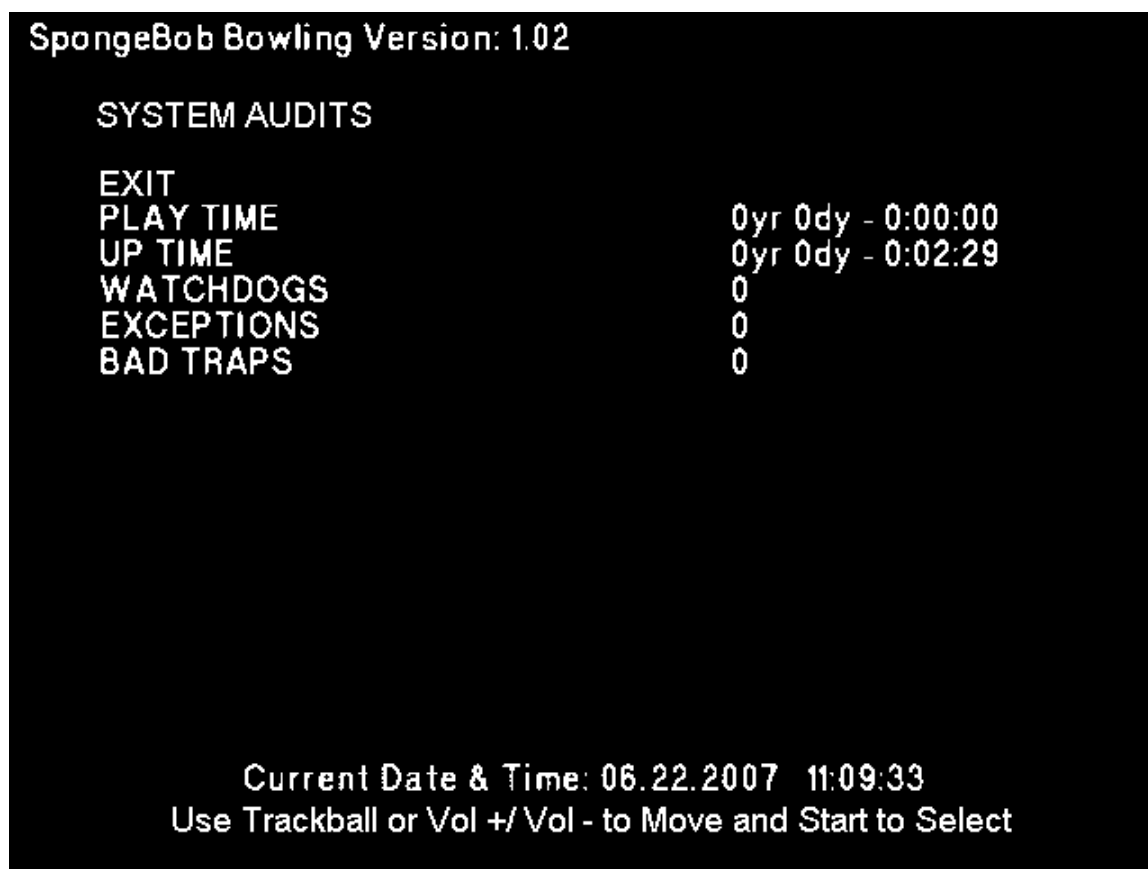 SpongeBob Bowling Version: 1.02
SYSTEM AUDITS
EXIT
PLAY TIME 0yr 0dy - 0:00:00
UP TIME 0yr 0dy - 0:02:29
WATCHDOGS 0
EXCEPTIONS 0
BAD TRAPS 0
Current Date & Time: 06.22.2007 11:09:33
Use Trackball or Vol +/ Vol - to Move and Start to Select